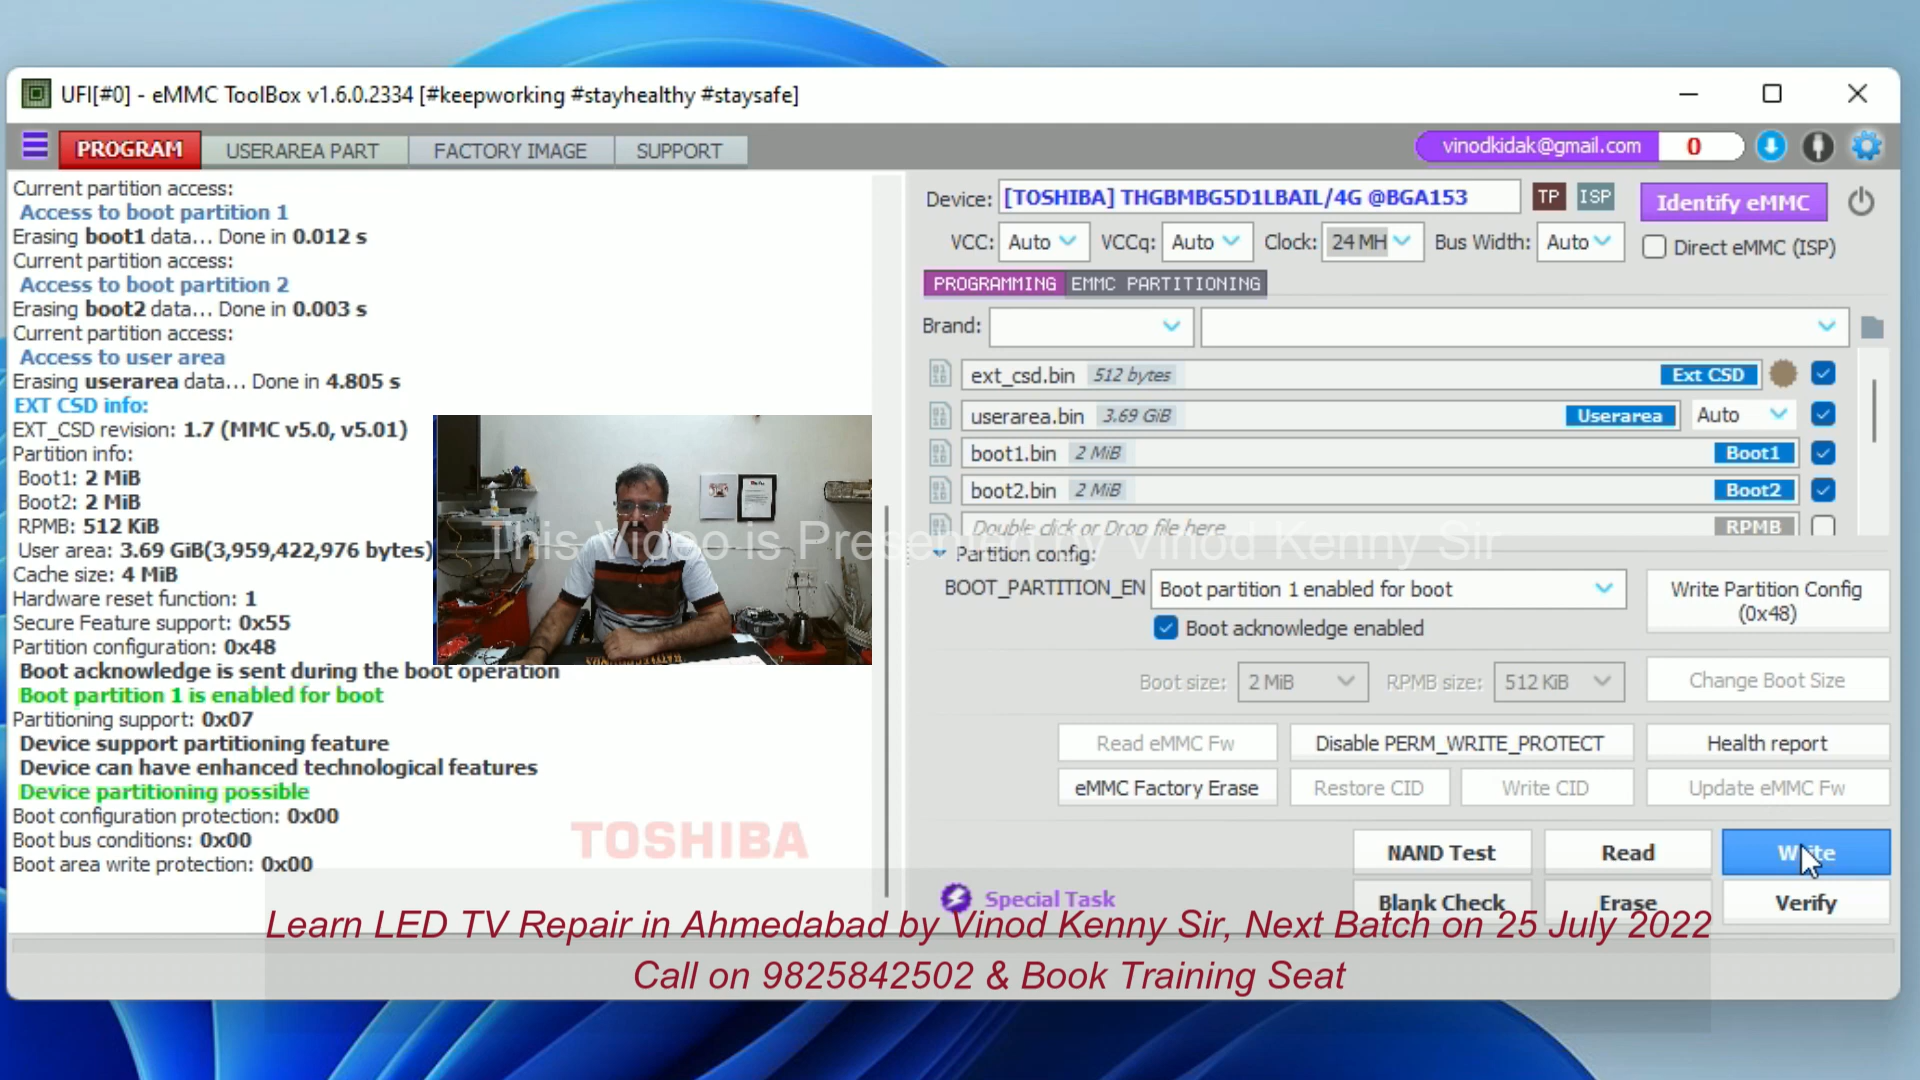 UFI[#0] - eMMC ToolBox v1.6.0.2334 [#keepworking #stayhealthy #staysafe]
PROGRAM
USERAREA PART
FACTORY IMAGE
SUPPORT
vinodkidak@gmail.com
0
Current partition access:
Access to boot partition 1
Erasing boot1 data... Done in 0.012 s
Current partition access:
Access to boot partition 2
Erasing boot2 data... Done in 0.003 s
Current partition access:
Access to user area
Erasing userarea data... Done in 4.805 s
EXT CSD info:
EXT_CSD revision: 1.7 (MMC v5.0, v5.01)
Partition info:
Boot1: 2 MiB
Boot2: 2 MiB
RPMB: 512 KiB
User area: 3.69 GiB(3,959,422,976 bytes)
Cache size: 4 MiB
Hardware reset function: 1
Secure Feature support: 0x55
Partition configuration: 0x48
Boot acknowledge is sent during the boot operation
Boot partition 1 is enabled for boot
Partitioning support: 0x07
Device support partitioning feature
Device can have enhanced technological features
Device partitioning possible
Boot configuration protection: 0x00
Boot bus conditions: 0x00
Boot area write protection: 0x00
TOSHIBA
Device: [TOSHIBA] THGBMBG5D1LBAIL/4G @BGA153 TP ISP Identify eMMC
VCC: Auto VCCq: Auto Clock: 24 MH Bus Width: Auto Direct eMMC (ISP)
PROGRAMMING EMMC PARTITIONING
Brand:
ext_csd.bin 512 bytes Ext CSD
userarea.bin 3.69 GiB Userarea Auto
boot1.bin 2 MiB Boot1
boot2.bin 2 MiB Boot2
Double click or Drop file here RPMB
This Video is Presented by Vinod Kenny Sir
Partition config:
BOOT_PARTITION_EN Boot partition 1 enabled for boot Write Partition Config (0x48)
Boot acknowledge enabled
Boot size: 2 MiB RPMB size: 512 KiB Change Boot Size
Read eMMC Fw Disable PERM_WRITE_PROTECT Health report
eMMC Factory Erase Restore CID Write CID Update eMMC Fw
NAND Test Read Write
Special Task Blank Check Erase Verify
Learn LED TV Repair in Ahmedabad by Vinod Kenny Sir, Next Batch on 25 July 2022
Call on 9825842502 & Book Training Seat